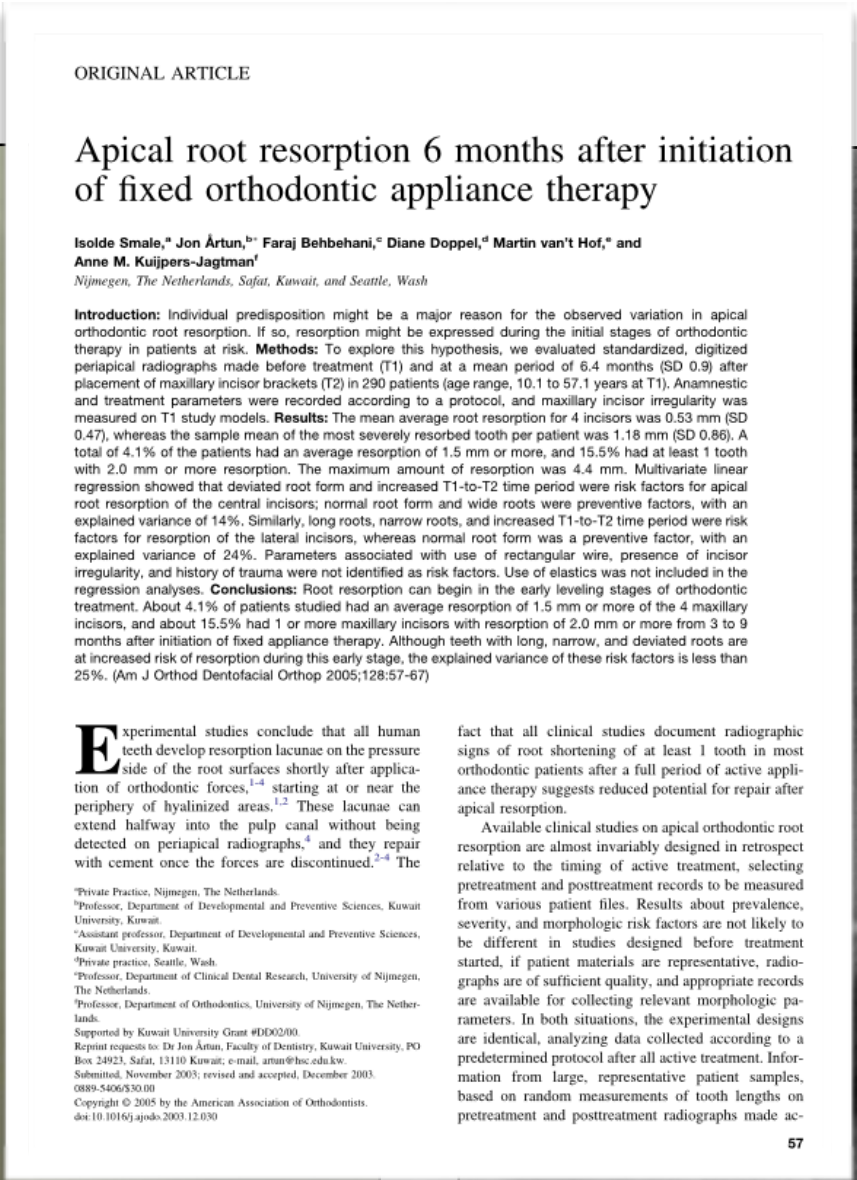 ORIGINAL ARTICLE
Apical root resorption 6 months after initiation
of fixed orthodontic appliance therapy
Isolde Smale,a Jon Årtun,b* Faraj Behbehani,c Diane Doppel,d Martin van't Hof,e and
Anne M. Kuijpers-Jagtmanf
Nijmegen, The Netherlands, Safat, Kuwait, and Seattle, Wash
Introduction: Individual predisposition might be a major reason for the observed variation in apical
orthodontic root resorption. If so, resorption might be expressed during the initial stages of orthodontic
therapy in patients at risk. Methods: To explore this hypothesis, we evaluated standardized, digitized
periapical radiographs made before treatment (T1) and at a mean period of 6.4 months (SD 0.9) after
placement of maxillary incisor brackets (T2) in 290 patients (age range, 10.1 to 57.1 years at T1). Anamnestic
and treatment parameters were recorded according to a protocol, and maxillary incisor irregularity was
measured on T1 study models. Results: The mean average root resorption for 4 incisors was 0.53 mm (SD
0.47), whereas the sample mean of the most severely resorbed tooth per patient was 1.18 mm (SD 0.86). A
total of 4.1% of the patients had an average resorption of 1.5 mm or more, and 15.5% had at least 1 tooth
with 2.0 mm or more resorption. The maximum amount of resorption was 4.4 mm. Multivariate linear
regression showed that deviated root form and increased T1-to-T2 time period were risk factors for apical
root resorption of the central incisors; normal root form and wide roots were preventive factors, with an
explained variance of 14%. Similarly, long roots, narrow roots, and increased T1-to-T2 time period were risk
factors for resorption of the lateral incisors, whereas normal root form was a preventive factor, with an
explained variance of 24%. Parameters associated with use of rectangular wire, presence of incisor
irregularity, and history of trauma were not identified as risk factors. Use of elastics was not included in the
regression analyses. Conclusions: Root resorption can begin in the early leveling stages of orthodontic
treatment. About 4.1% of patients studied had an average resorption of 1.5 mm or more of the 4 maxillary
incisors, and about 15.5% had 1 or more maxillary incisors with resorption of 2.0 mm or more from 3 to 9
months after initiation of fixed appliance therapy. Although teeth with long, narrow, and deviated roots are
at increased risk of resorption during this early stage, the explained variance of these risk factors is less than
25%. (Am J Orthod Dentofacial Orthop 2005;128:57-67)
Experimental studies conclude that all human
teeth develop resorption lacunae on the pressure
side of the root surfaces shortly after applica-
tion of orthodontic forces,1-4 starting at or near the
periphery of hyalinized areas.1,2 These lacunae can
extend halfway into the pulp canal without being
detected on periapical radiographs,4 and they repair
with cement once the forces are discontinued.2-4 The
aPrivate Practice, Nijmegen, The Netherlands.
bProfessor, Department of Developmental and Preventive Sciences, Kuwait
University, Kuwait.
cAssistant professor, Department of Developmental and Preventive Sciences,
Kuwait University, Kuwait.
dPrivate practice, Seattle, Wash.
eProfessor, Department of Clinical Dental Research, University of Nijmegen,
The Netherlands.
fProfessor, Department of Orthodontics, University of Nijmegen, The Nether-
lands.
Supported by Kuwait University Grant #DD02/00.
Reprint requests to: Dr Jon Årtun, Faculty of Dentistry, Kuwait University, PO
Box 24923, Safat, 13110 Kuwait; e-mail, artun@hsc.edu.kw.
Submitted, November 2003; revised and accepted, December 2003.
0889-5406/$30.00
Copyright © 2005 by the American Association of Orthodontists.
doi:10.1016/j.ajodo.2003.12.030
fact that all clinical studies document radiographic
signs of root shortening of at least 1 tooth in most
orthodontic patients after a full period of active appli-
ance therapy suggests reduced potential for repair after
apical resorption.
Available clinical studies on apical orthodontic root
resorption are almost invariably designed in retrospect
relative to the timing of active treatment, selecting
pretreatment and posttreatment records to be measured
from various patient files. Results about prevalence,
severity, and morphologic risk factors are not likely to
be different in studies designed before treatment
started, if patient materials are representative, radio-
graphs are of sufficient quality, and appropriate records
are available for collecting relevant morphologic pa-
rameters. In both situations, the experimental designs
are identical, analyzing data collected according to a
predetermined protocol after all active treatment. Infor-
mation from large, representative patient samples,
based on random measurements of tooth lengths on
pretreatment and posttreatment radiographs made ac-
57